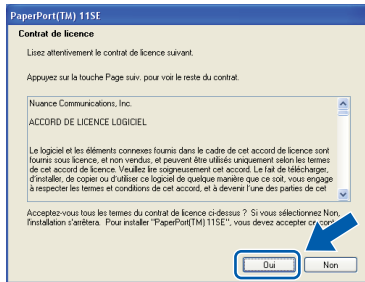 PaperPort(TM) 11SE
Contrat de licence
Lisez attentivement le contrat de licence suivant.
Appuyez sur la touche Page suiv. pour voir le reste du contrat.
Nuance Communications, Inc.
ACCORD DE LICENCE LOGICIEL
Le logiciel et les éléments connexes fournis dans le cadre de cet accord de licence sont
fournis sous licence, et non vendus, et peuvent être utilisés uniquement selon les termes
de cet accord de licence. Veuillez lire soigneusement cet accord. Le fait de télécharger,
d'installer, de copier ou d'utiliser ce logiciel de quelque manière que ce soit, vous engage
à respecter les termes et conditions de cet accord, et à devenir l'une des parties de cet
Acceptez-vous tous les termes du contrat de licence ci-dessus ? Si vous sélectionnez Non,
l'installation s'arrêtera. Pour installer "PaperPort(TM) 11SE", vous devez accepter ce
Oui
Non